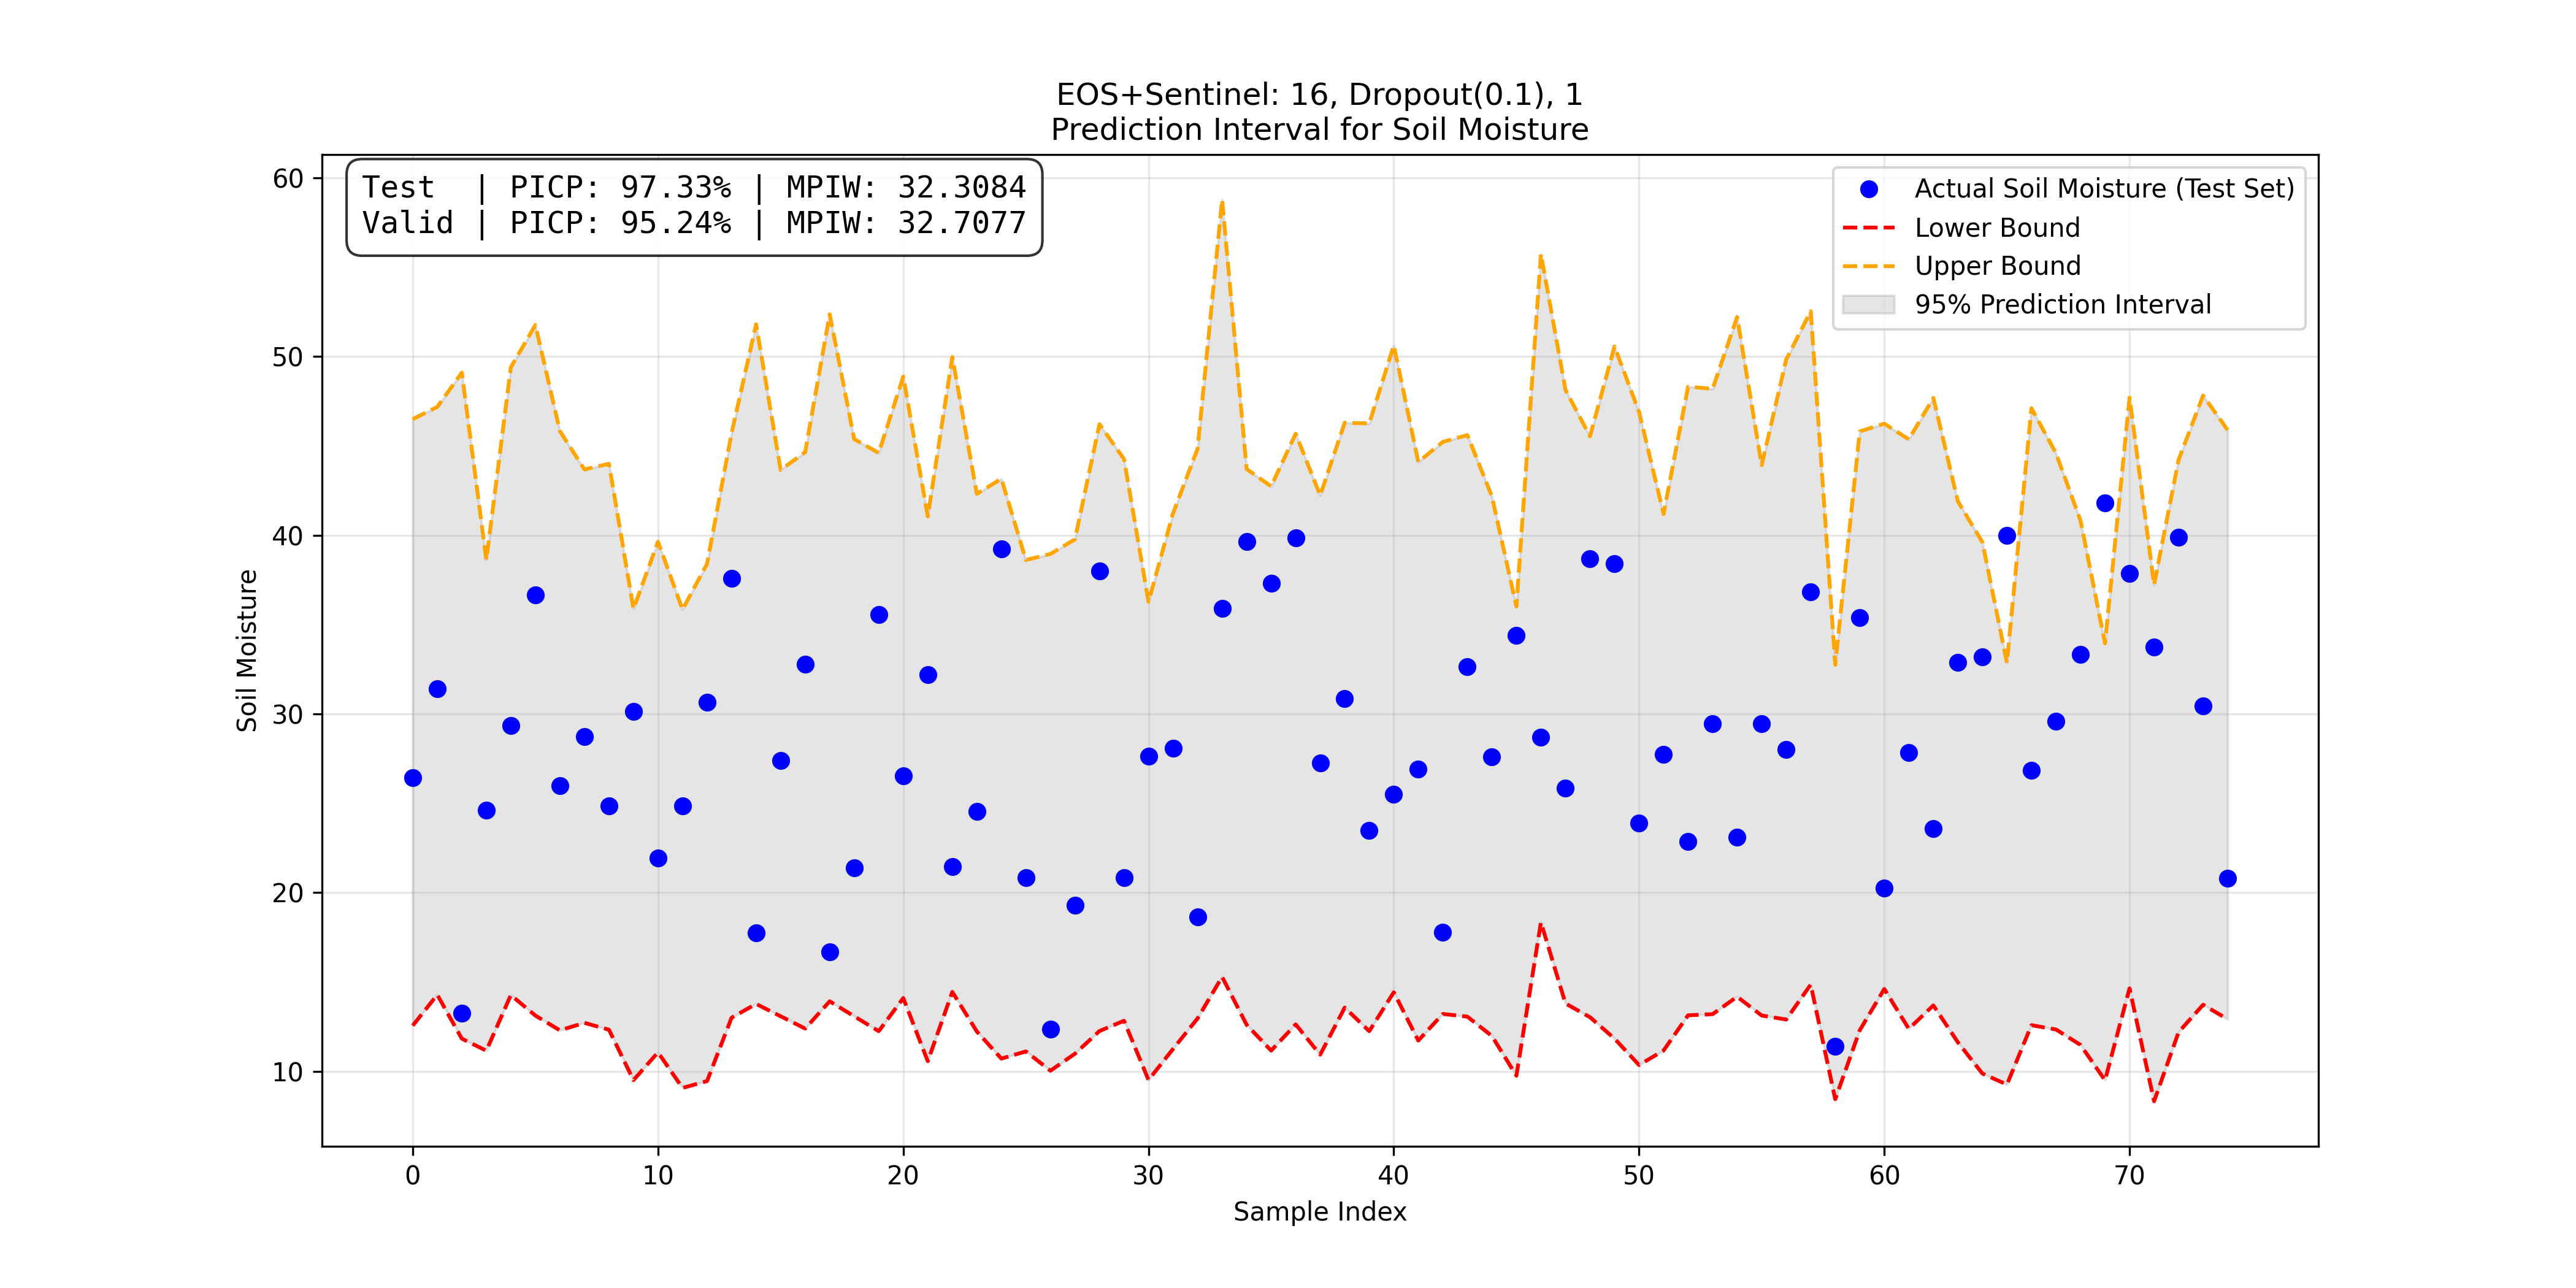 EOS+Sentinel: 16, Dropout(0.1), 1
Prediction Interval for Soil Moisture
Test  | PICP: 97.33% | MPIW: 32.3084
Valid | PICP: 95.24% | MPIW: 32.7077
Actual Soil Moisture (Test Set)
Lower Bound
Upper Bound
95% Prediction Interval
Soil Moisture
60
50
40
30
20
10
0 10 20 30 40 50 60 70
Sample Index